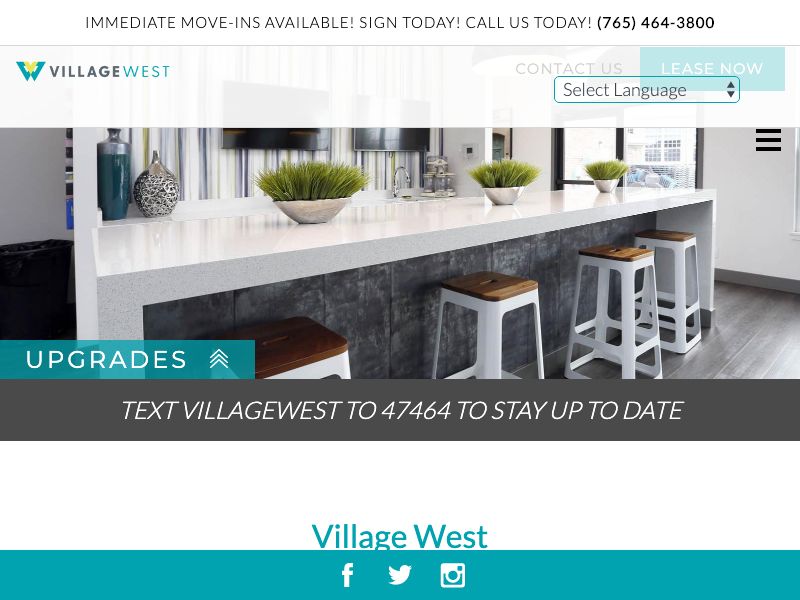 IMMEDIATE MOVE-INS AVAILABLE! SIGN TODAY! CALL US TODAY! (765) 464-3800
VILLAGEWEST
CONTACT US
LEASE NOW
Select Language
UPGRADES
TEXT VILLAGEWEST TO 47464 TO STAY UP TO DATE
Village West